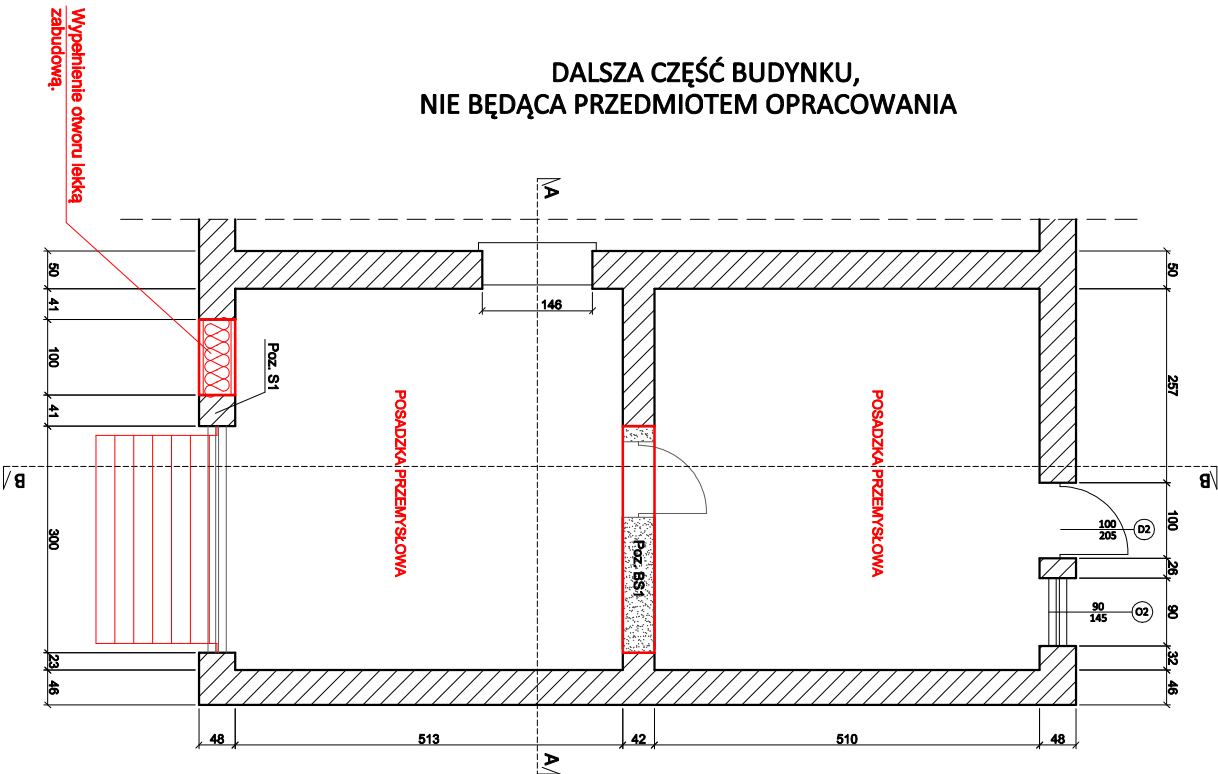 DALSZA CZĘŚĆ BUDYNKU,
NIE BĘDĄCA PRZEDMIOTEM OPRACOWANIA
Wypełnienie otworu lekką
zabudową.
A
50
41
100
41
300
23
46
Poz. S1
146
POSADZKA PRZEMYSŁOWA
POSADZKA PRZEMYSŁOWA
Poz. BS1
B
B
50
257
100
26
90
32
46
100
205
D2
90
145
O2
48
513
42
510
48
A